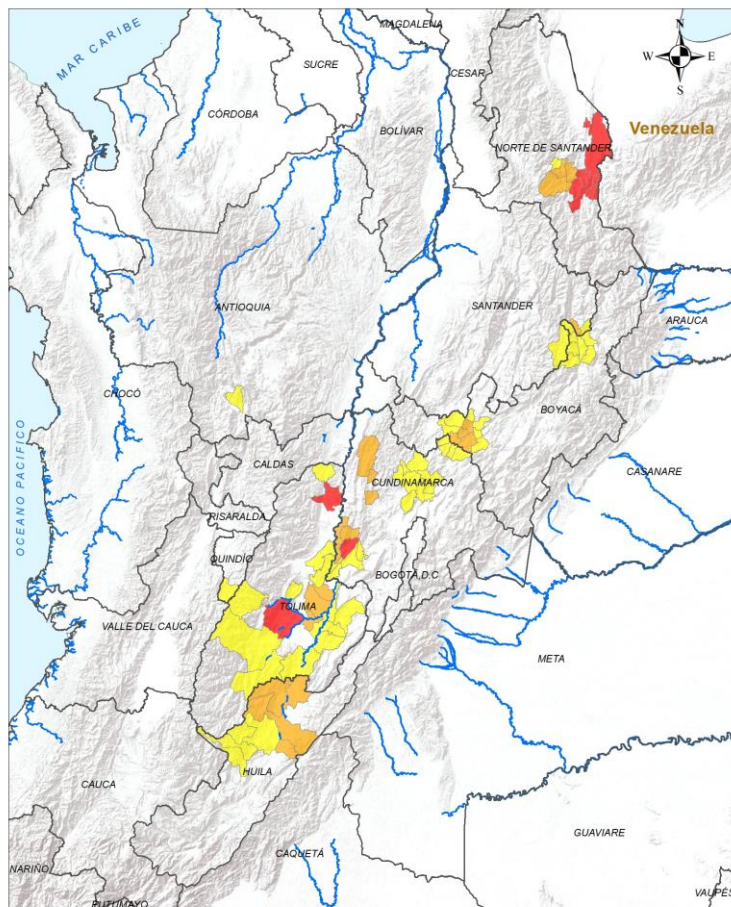 MAGDALENA
MAR CARIBE
N
SUCRE
CESAR
W
E
S
CÓRDOBA
BOLÍVAR
Venezuela
NORTE DE SANTANDER
ANTIOQUIA
SANTANDER
ARAUCA
CHOCÓ
BOYACÁ
CALDAS
CUNDINAMARCA
CASANARE
OCEANO PACIFICO
RISARALDA
QUINDÍO
BOGOTÁ, D.C
TOLIMA
VALLE DEL CAUCA
META
HUILA
CAUCA
GUAVIARE
CAQUETÁ
NARIÑO
PUTUMAYO
VAUPÉS